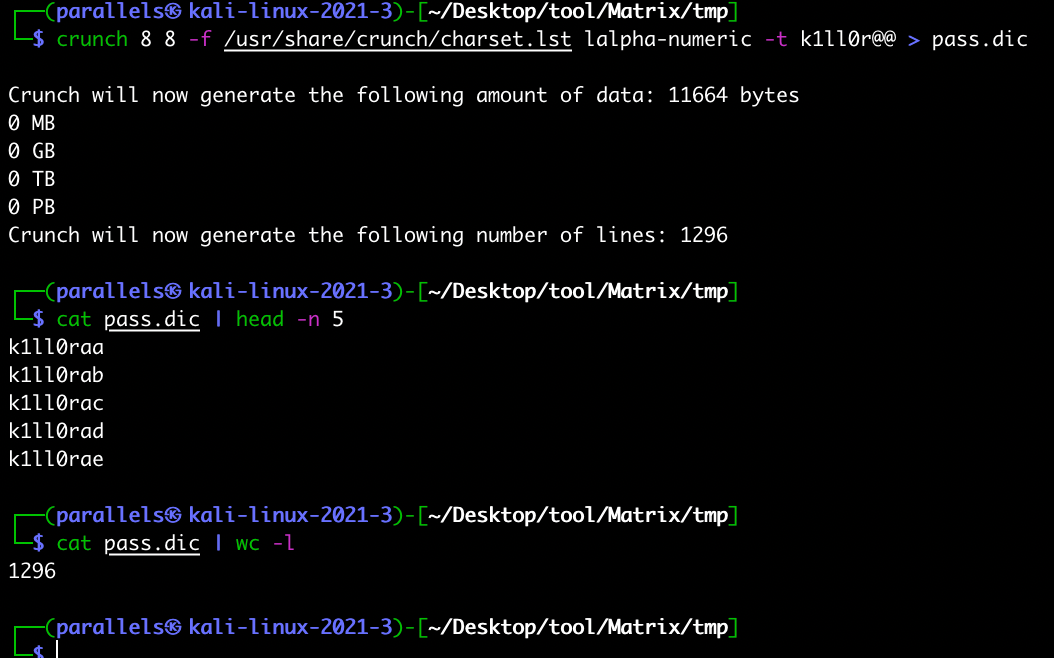 ┌──(parallels㉿kali-linux-2021-3)-[~/Desktop/tool/Matrix/tmp]
└─$ crunch 8 8 -f /usr/share/crunch/charset.lst lalpha-numeric -t k1ll0r@@ > pass.dic
Crunch will now generate the following amount of data: 11664 bytes
0 MB
0 GB
0 TB
0 PB
Crunch will now generate the following number of lines: 1296
┌──(parallels㉿kali-linux-2021-3)-[~/Desktop/tool/Matrix/tmp]
└─$ cat pass.dic | head -n 5
k1ll0raa
k1ll0rab
k1ll0rac
k1ll0rad
k1ll0rae
┌──(parallels㉿kali-linux-2021-3)-[~/Desktop/tool/Matrix/tmp]
└─$ cat pass.dic | wc -l
1296
┌──(parallels㉿kali-linux-2021-3)-[~/Desktop/tool/Matrix/tmp]
└─$